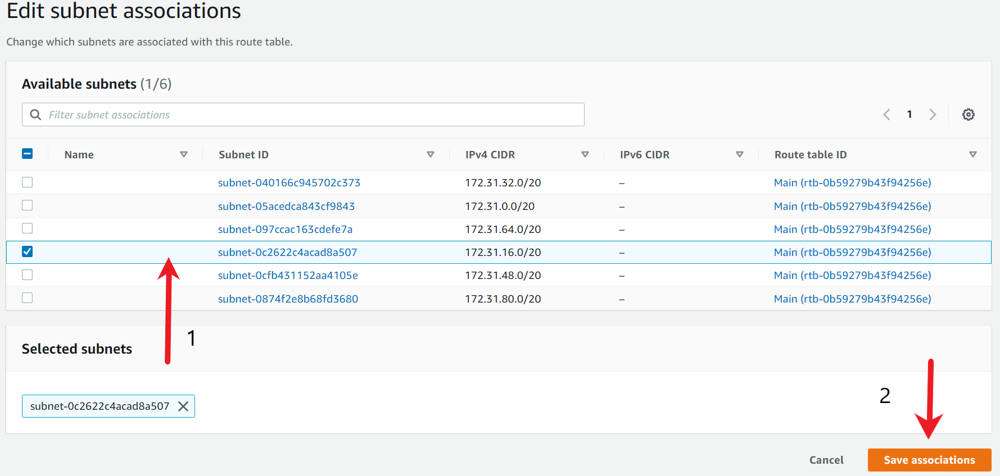 Edit subnet associations
Change which subnets are associated with this route table.
Available subnets (1/6)
Filter subnet associations
1
Name Subnet ID IPv4 CIDR IPv6 CIDR Route table ID
subnet-040166c945702c373 172.31.32.0/20 – Main (rtb-0b59279b43f94256e)
subnet-05acedca843cf9843 172.31.0.0/20 – Main (rtb-0b59279b43f94256e)
subnet-097ccac163cdefe7a 172.31.64.0/20 – Main (rtb-0b59279b43f94256e)
subnet-0c2622c4acad8a507 172.31.16.0/20 – Main (rtb-0b59279b43f94256e)
subnet-0cfb431152aa4105e 172.31.48.0/20 – Main (rtb-0b59279b43f94256e)
subnet-0874f2e8b68fd3680 172.31.80.0/20 – Main (rtb-0b59279b43f94256e)
1
Selected subnets
subnet-0c2622c4acad8a507
2
Cancel Save associations